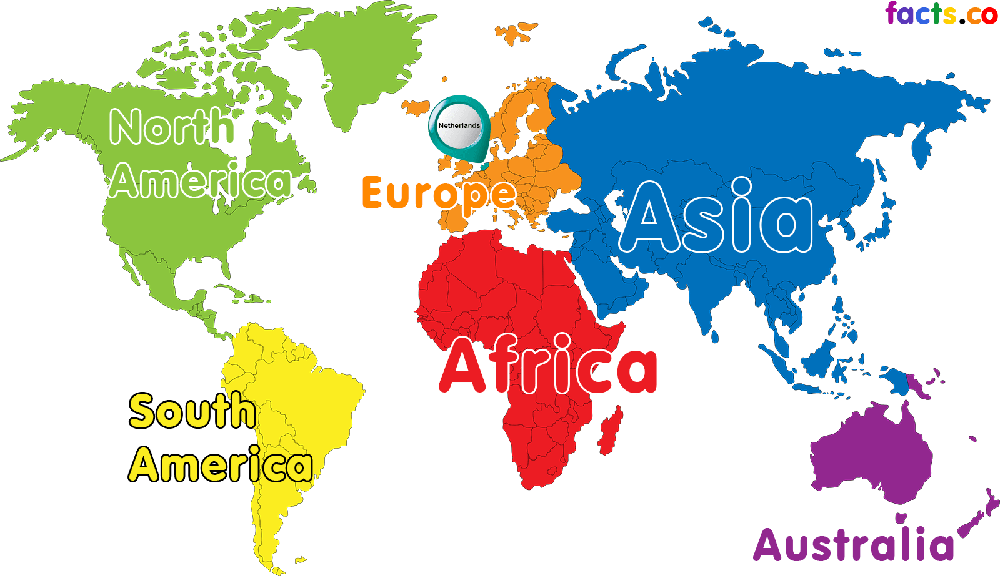 facts.co
North
America
Netherlands
Europe
Asia
Africa
South
America
Australia